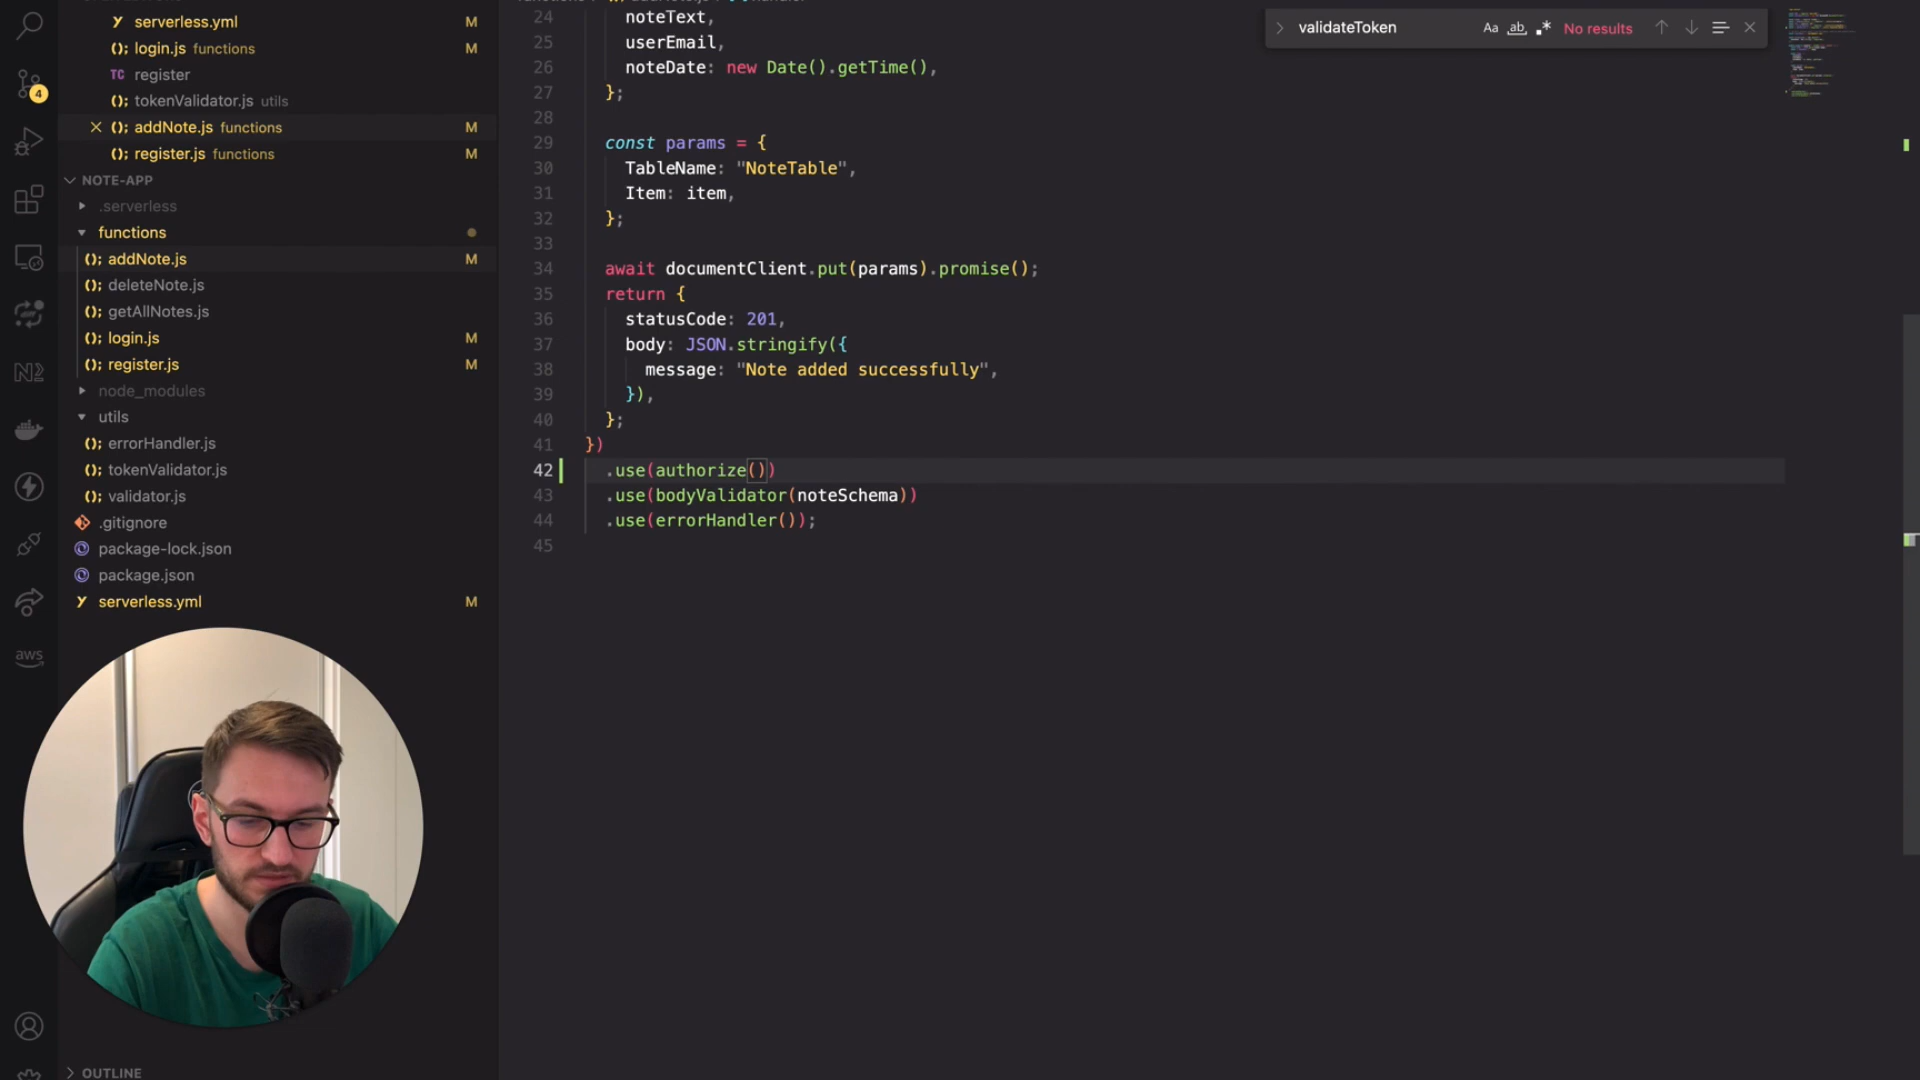 serverless.yml M
login.js functions M
TC register
tokenValidator.js utils
addNote.js functions M
register.js functions M
NOTE-APP
.serverless
functions
addNote.js M
deleteNote.js
getAllNotes.js
login.js M
register.js M
node_modules
utils
errorHandler.js
tokenValidator.js
validator.js
.gitignore
package-lock.json
package.json
serverless.yml M
OUTLINE
4
aws
validateToken Aa ab .* No results
24 noteText,
25 userEmail,
26 noteDate: new Date().getTime(),
27 };
28
29 const params = {
30 TableName: "NoteTable",
31 Item: item,
32 };
33
34 await documentClient.put(params).promise();
35 return {
36 statusCode: 201,
37 body: JSON.stringify({
38 message: "Note added successfully",
39 }),
40 };
41 })
42 .use(authorize())
43 .use(bodyValidator(noteSchema))
44 .use(errorHandler());
45